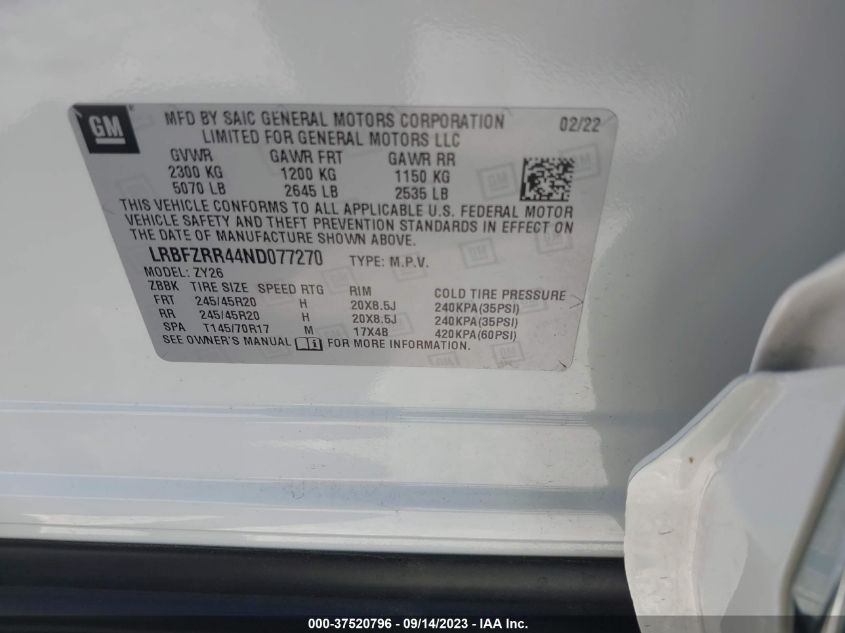 GM
MFD BY SAIC GENERAL MOTORS CORPORATION 02/22
LIMITED FOR GENERAL MOTORS LLC
GVWR GAWR FRT GAWR RR
2300 KG 1200 KG 1150 KG
5070 LB 2645 LB 2535 LB
THIS VEHICLE CONFORMS TO ALL APPLICABLE U.S. FEDERAL MOTOR
VEHICLE SAFETY AND THEFT PREVENTION STANDARDS IN EFFECT ON
THE DATE OF MANUFACTURE SHOWN ABOVE.
LRBFZRR44ND077270 TYPE: M.P.V.
MODEL: ZY26
ZBBK TIRE SIZE SPEED RTG RIM COLD TIRE PRESSURE
FRT 245/45R20 H 20X8.5J 240KPA(35PSI)
RR 245/45R20 H 20X8.5J 240KPA(35PSI)
SPA T145/70R17 M 17X4B 420KPA(60PSI)
SEE OWNER'S MANUAL FOR MORE INFORMATION.
000-37520796 - 09/14/2023 - IAA Inc.